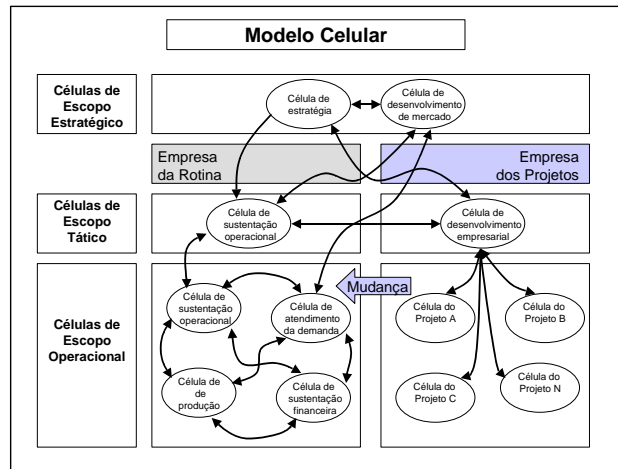 Modelo Celular
Células de
Escopo
Estratégico
Célula de
estratégia
Célula de
desenvolvimento
de mercado
Empresa
da Rotina
Empresa
dos Projetos
Células de
Escopo
Tático
Célula de
sustentação
operacional
Célula de
desenvolvimento
empresarial
Mudança
Células de
Escopo
Operacional
Célula de
sustentação
operacional
Célula de
atendimento
da demanda
Célula de
de
produção
Célula de
sustentação
financeira
Célula do
Projeto A
Célula do
Projeto B
Célula do
Projeto C
Célula do
Projeto N